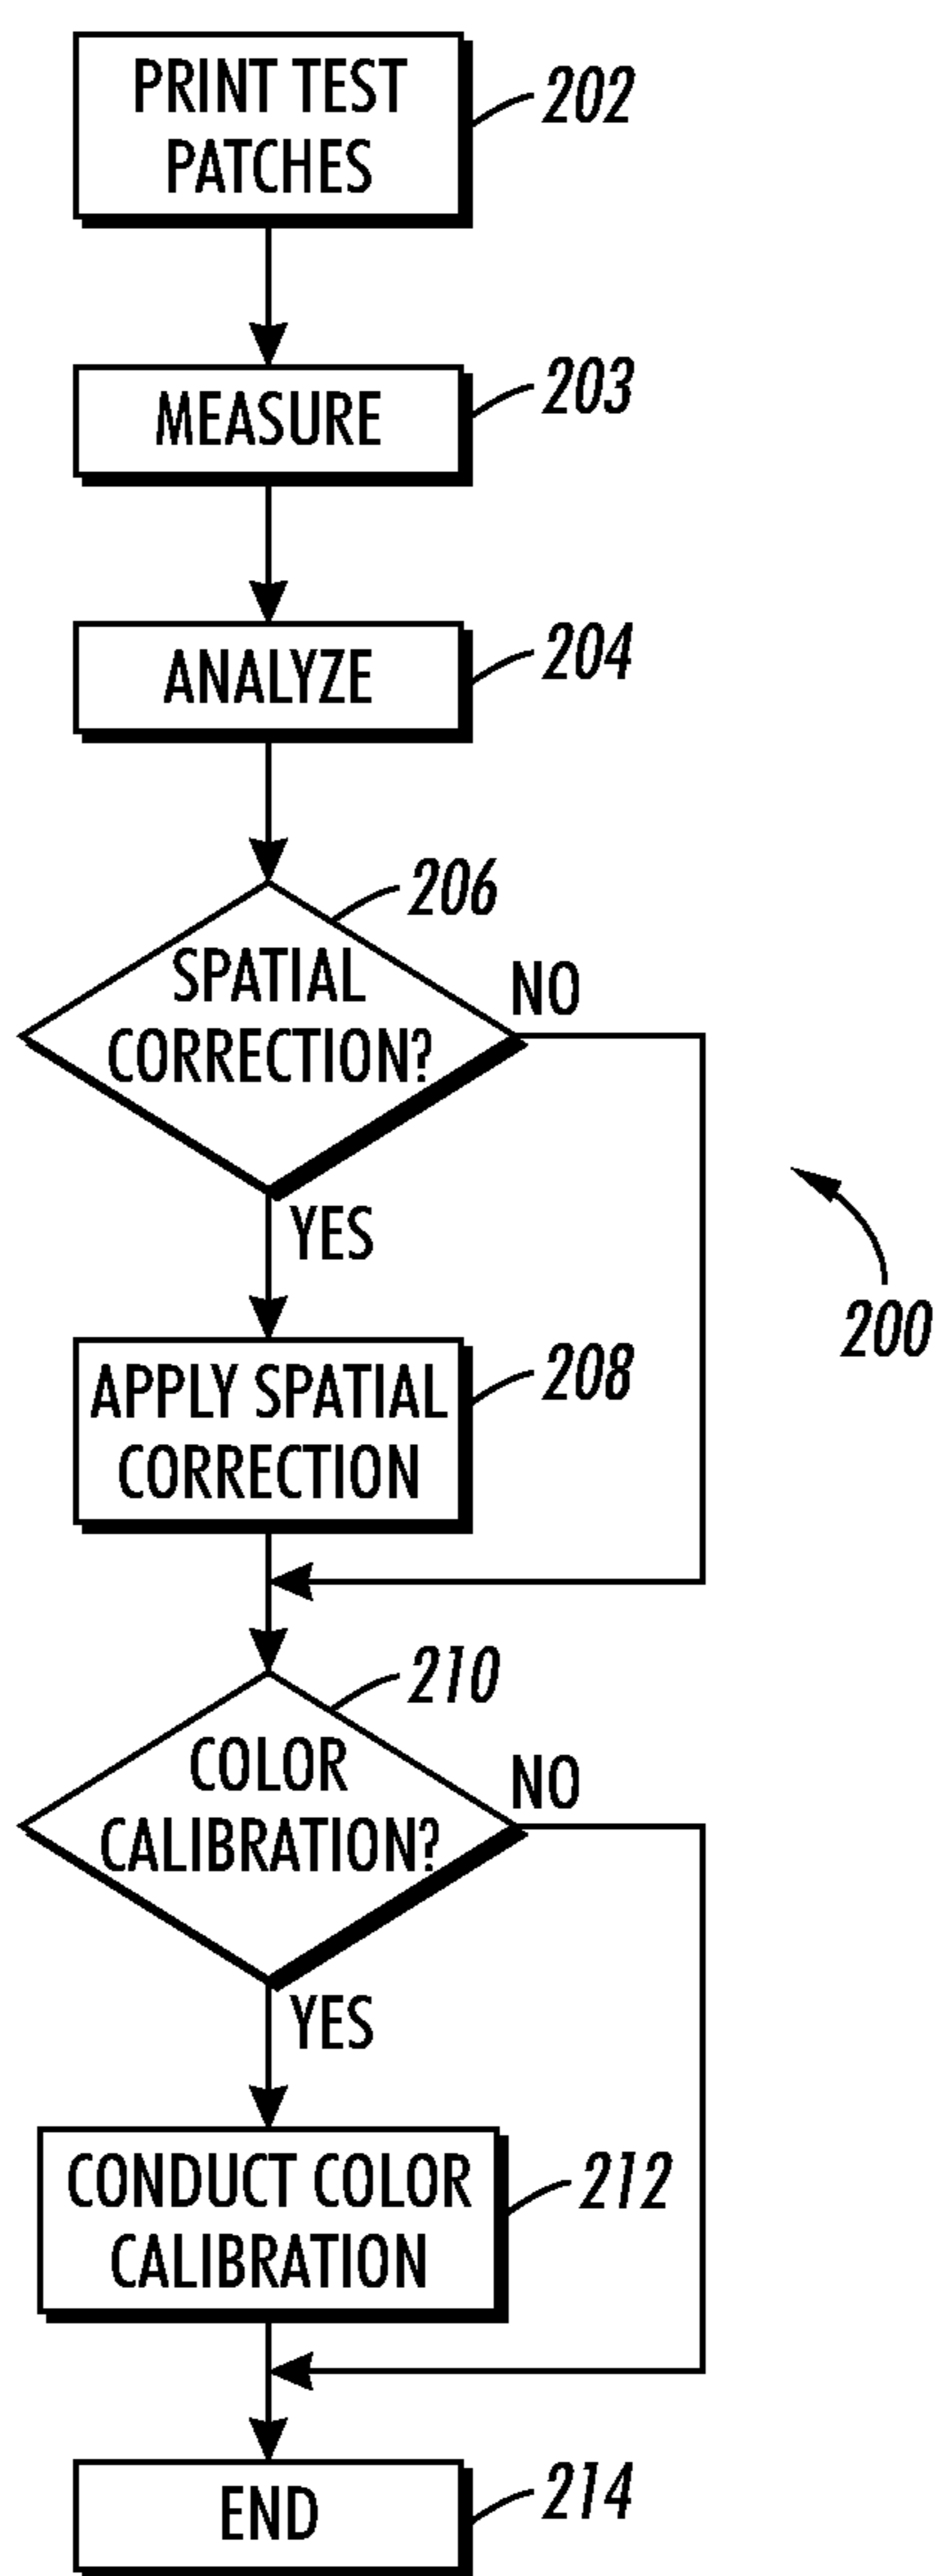 PRINT TEST
PATCHES
202
MEASURE
203
ANALYZE
204
206
SPATIAL
CORRECTION?
NO
YES
200
APPLY SPATIAL
CORRECTION
208
210
COLOR
CALIBRATION?
NO
YES
CONDUCT COLOR
CALIBRATION
212
END
214